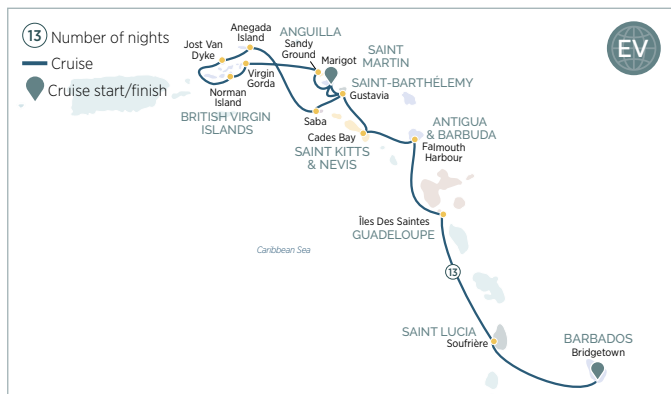 13 Number of nights
Cruise
Cruise start/finish
EV
Anegada
Island
Jost Van
Dyke
Virgin
Gorda
Norman
Island
BRITISH VIRGIN
ISLANDS
ANGUILLA
Sandy
Ground
Marigot
SAINT
MARTIN
SAINT-BARTHÉLEMY
Gustavia
Saba
Cades Bay
SAINT KITTS
& NEVIS
ANTIGUA
& BARBUDA
Falmouth
Harbour
Îles Des Saintes
GUADELOUPE
Caribbean Sea
13
SAINT LUCIA
Soufrière
BARBADOS
Bridgetown